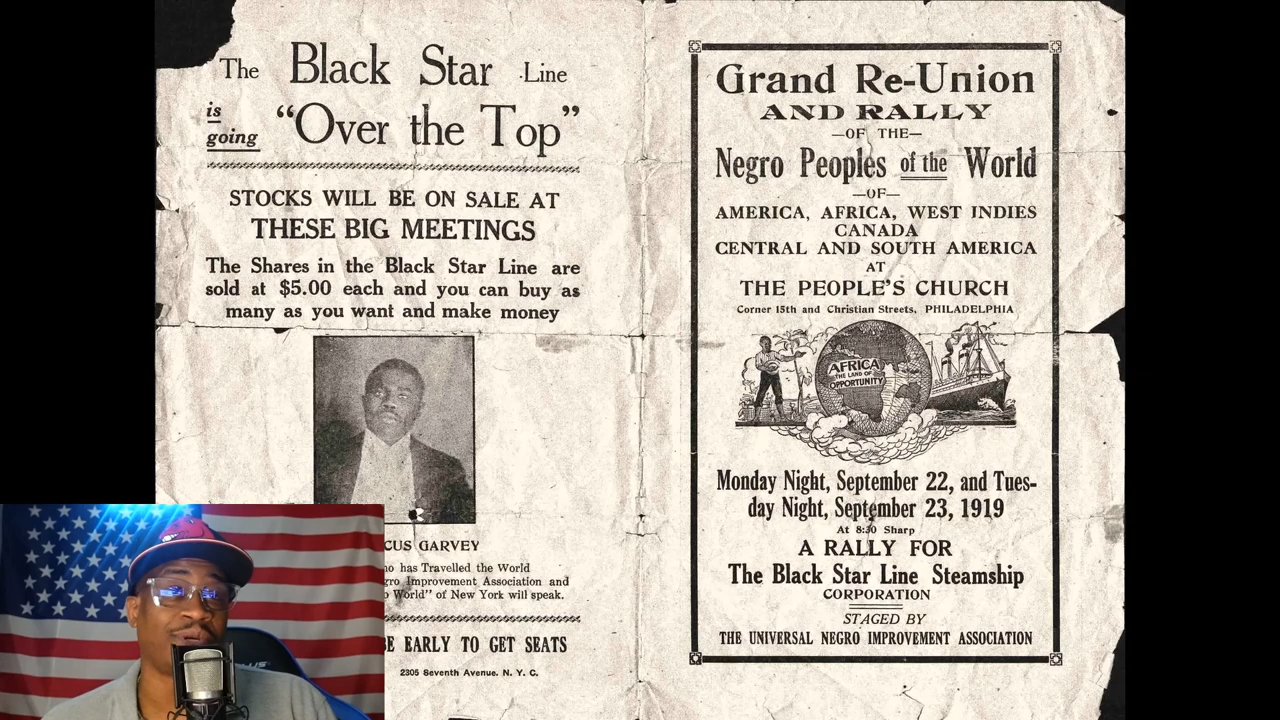 The Black Star Line
is going "Over the Top"
STOCKS WILL BE ON SALE AT
THESE BIG MEETINGS
The Shares in the Black Star Line are
sold at $5.00 each and you can buy as
many as you want and make money
CUS GARVEY
has Travelled the World
Improvement Association and
World" of New York will speak.
EARLY TO GET SEATS
2305 Seventh Avenue. N. Y. C.
Grand Re-Union
AND RALLY
—OF THE—
Negro Peoples of the World
—OF—
AMERICA, AFRICA, WEST INDIES
CANADA
CENTRAL AND SOUTH AMERICA
AT
THE PEOPLE'S CHURCH
Corner 15th and Christian Streets, PHILADELPHIA
AFRICA
THE LAND OF
OPPORTUNITY
Monday Night, September 22, and Tues-
day Night, September 23, 1919
At 8:30 Sharp
A RALLY FOR
The Black Star Line Steamship
CORPORATION
STAGED BY
THE UNIVERSAL NEGRO IMPROVEMENT ASSOCIATION